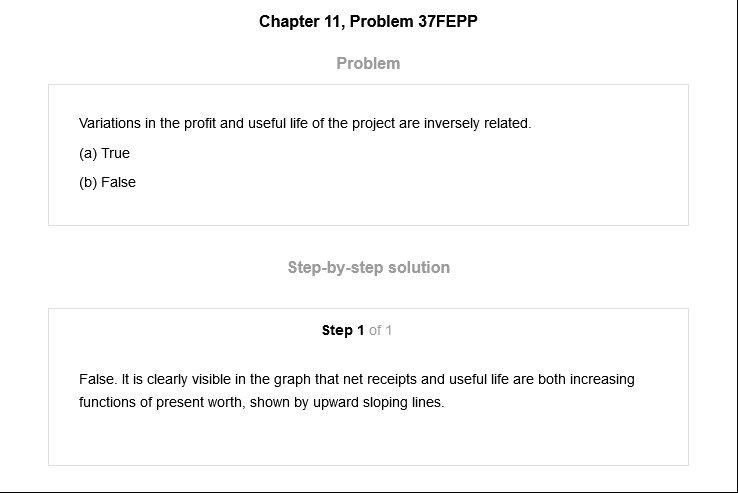 Chapter 11, Problem 37FEPP
Problem
Variations in the profit and useful life of the project are inversely related.
(a) True
(b) False
Step-by-step solution
Step 1 of 1
False. It is clearly visible in the graph that net receipts and useful life are both increasing
functions of present worth, shown by upward sloping lines.